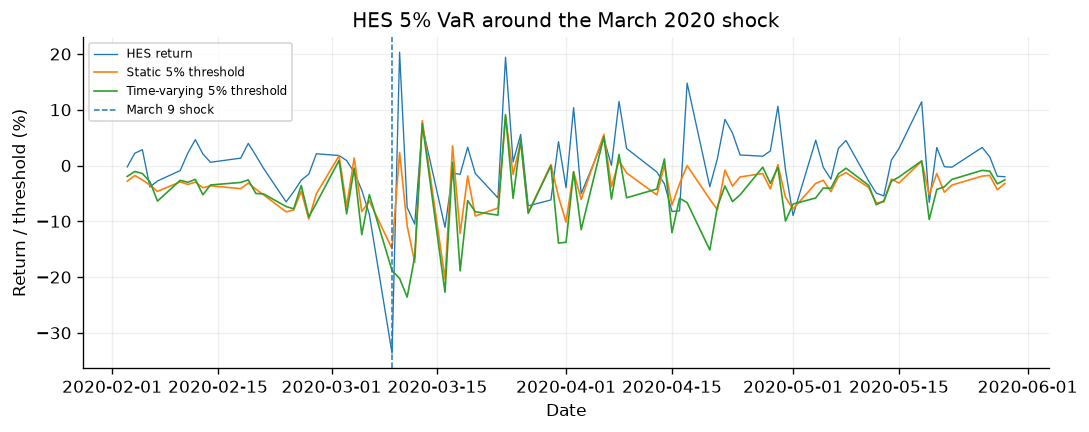 HES 5% VaR around the March 2020 shock
HES return
Static 5% threshold
Time-varying 5% threshold
March 9 shock
Return / threshold (%)
20
10
0
−10
−20
−30
2020-02-01 2020-02-15 2020-03-01 2020-03-15 2020-04-01 2020-04-15 2020-05-01 2020-05-15 2020-06-01
Date